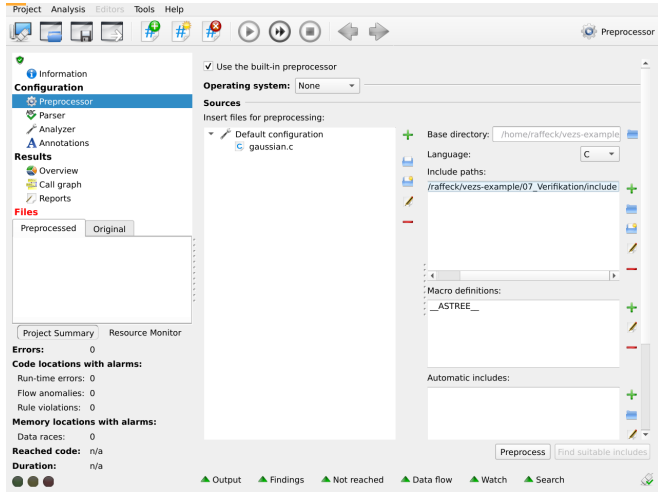 Project Analysis Editors Tools Help
Preprocessor
Information
Configuration
Preprocessor
Parser
Analyzer
Annotations
Results
Overview
Call graph
Reports
Files
Preprocessed Original
Project Summary Resource Monitor
Errors: 0
Code locations with alarms:
Run-time errors: 0
Flow anomalies: 0
Rule violations: 0
Memory locations with alarms:
Data races: 0
Reached code: n/a
Duration: n/a
Use the built-in preprocessor
Operating system: None
Sources
Insert files for preprocessing:
Default configuration
C gaussian.c
Base directory: /home/raffeck/vezs-example
Language: C
Include paths:
/raffeck/vezs-example/07_Verifikation/include
Macro definitions:
__ASTREE__
Automatic includes:
Preprocess Find suitable includes
Output Findings Not reached Data flow Watch Search